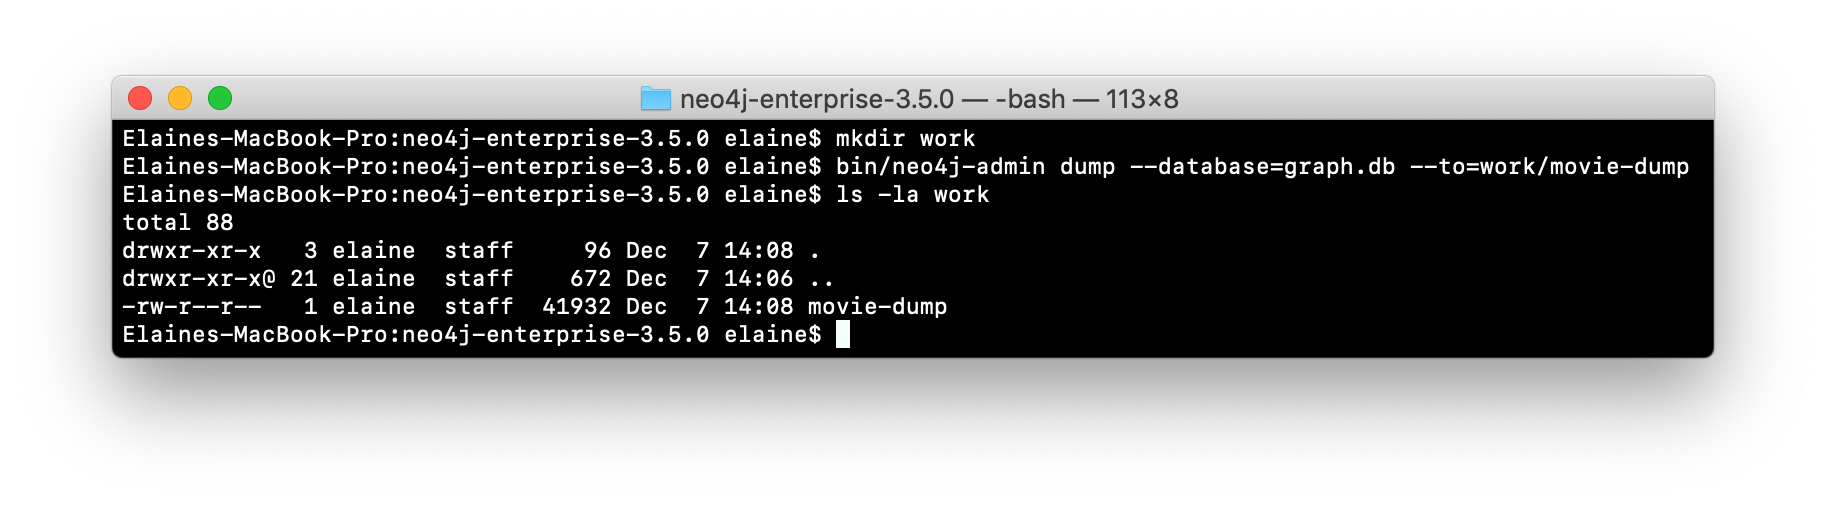 neo4j-enterprise-3.5.0 — -bash — 113×8
Elaines-MacBook-Pro:neo4j-enterprise-3.5.0 elaine$ mkdir work
Elaines-MacBook-Pro:neo4j-enterprise-3.5.0 elaine$ bin/neo4j-admin dump --database=graph.db --to=work/movie-dump
Elaines-MacBook-Pro:neo4j-enterprise-3.5.0 elaine$ ls -la work
total 88
drwxr-xr-x   3 elaine  staff     96 Dec  7 14:08 .
drwxr-xr-x@ 21 elaine  staff    672 Dec  7 14:06 ..
-rw-r--r--   1 elaine  staff  41932 Dec  7 14:08 movie-dump
Elaines-MacBook-Pro:neo4j-enterprise-3.5.0 elaine$